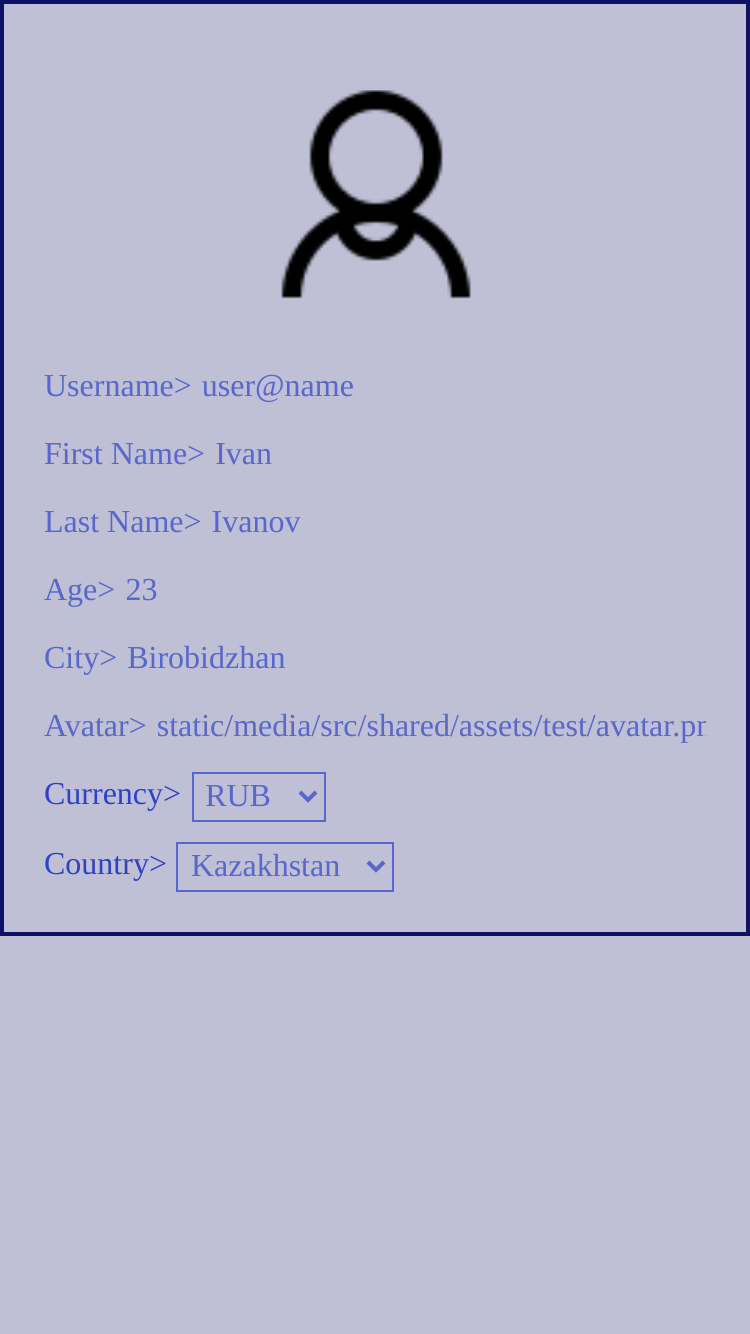 Username> user@name
First Name> Ivan
Last Name> Ivanov
Age> 23
City> Birobidzhan
Avatar> static/media/src/shared/assets/test/avatar.pr
Currency> RUB
Country> Kazakhstan